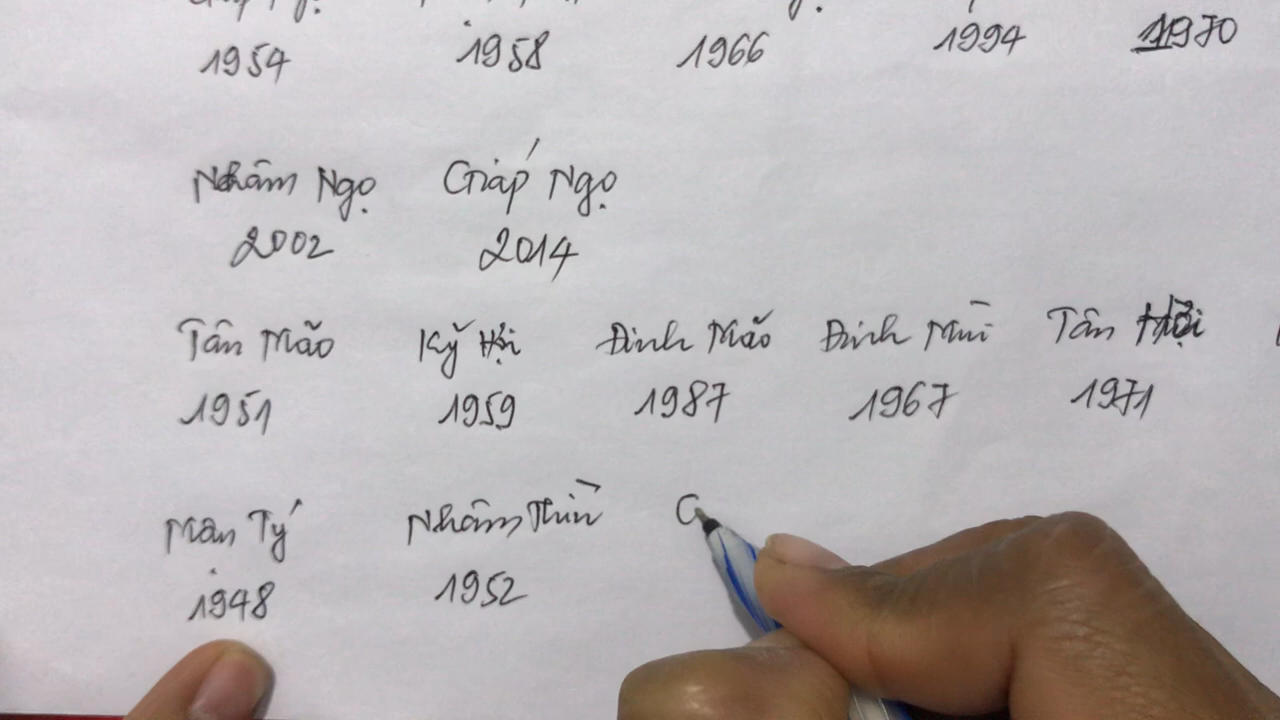 1954 1958 1966 1994 1970
Nhâm Ngọ Giáp Ngọ
2002 2014
Tân Mão Kỷ Hợi Đinh Mão Đinh Mùi Tân Hợi
1951 1959 1987 1967 1971
Mậu Tý Nhâm Thìn G
1948 1952